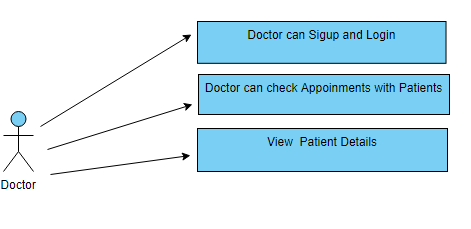 Doctor can Sigup and Login
Doctor can check Appoinments with Patients
View Patient Details
Doctor